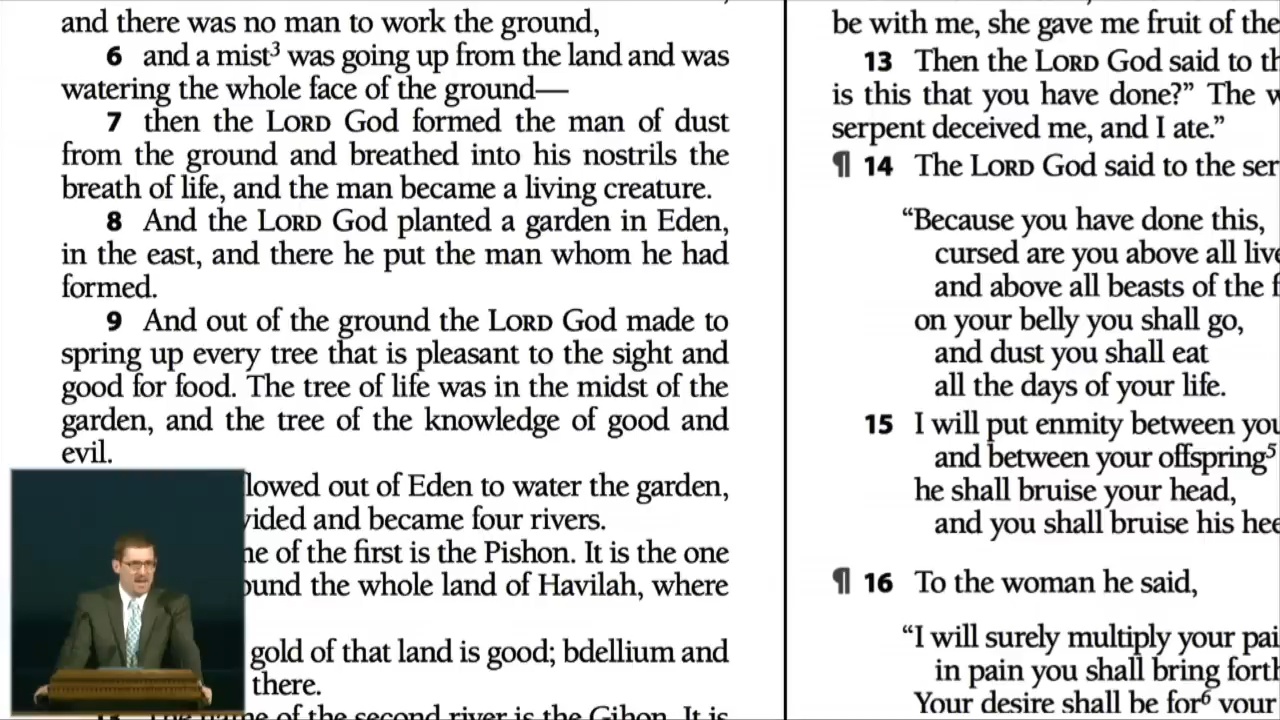 and there was no man to work the ground,
6 and a mist³ was going up from the land and was
watering the whole face of the ground—
7 then the LORD God formed the man of dust
from the ground and breathed into his nostrils the
breath of life, and the man became a living creature.
8 And the LORD God planted a garden in Eden,
in the east, and there he put the man whom he had
formed.
9 And out of the ground the LORD God made to
spring up every tree that is pleasant to the sight and
good for food. The tree of life was in the midst of the
garden, and the tree of the knowledge of good and
evil.
lowed out of Eden to water the garden,
vided and became four rivers.
me of the first is the Pishon. It is the one
ound the whole land of Havilah, where
gold of that land is good; bdellium and
there.
The name of the second river is the Gihon. It is
be with me, she gave me fruit of the
13 Then the LORD God said to th
is this that you have done?” The w
serpent deceived me, and I ate.”
¶ 14 The LORD God said to the ser
“Because you have done this,
cursed are you above all live
and above all beasts of the f
on your belly you shall go,
and dust you shall eat
all the days of your life.
15 I will put enmity between you
and between your offspring⁵
he shall bruise your head,
and you shall bruise his hee
¶ 16 To the woman he said,
“I will surely multiply your pai
in pain you shall bring forth
Your desire shall be for⁶ your